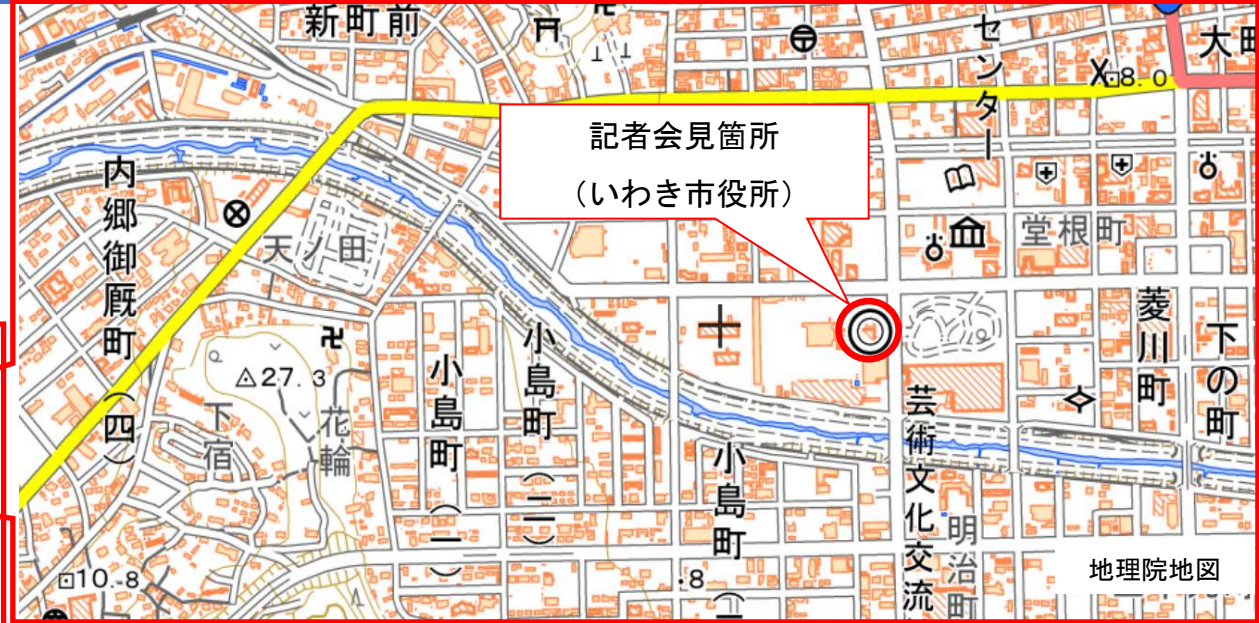 新町前
センター
大町
8.0
記者会見箇所
(いわき市役所)
内郷御厩町(四)
天ノ田
堂根町
菱川町
下の町
27.3
下宿
花輪
小島町(一)
小島町(二)
小島町
芸術文化交流
明治町
10.8
8
地理院地図